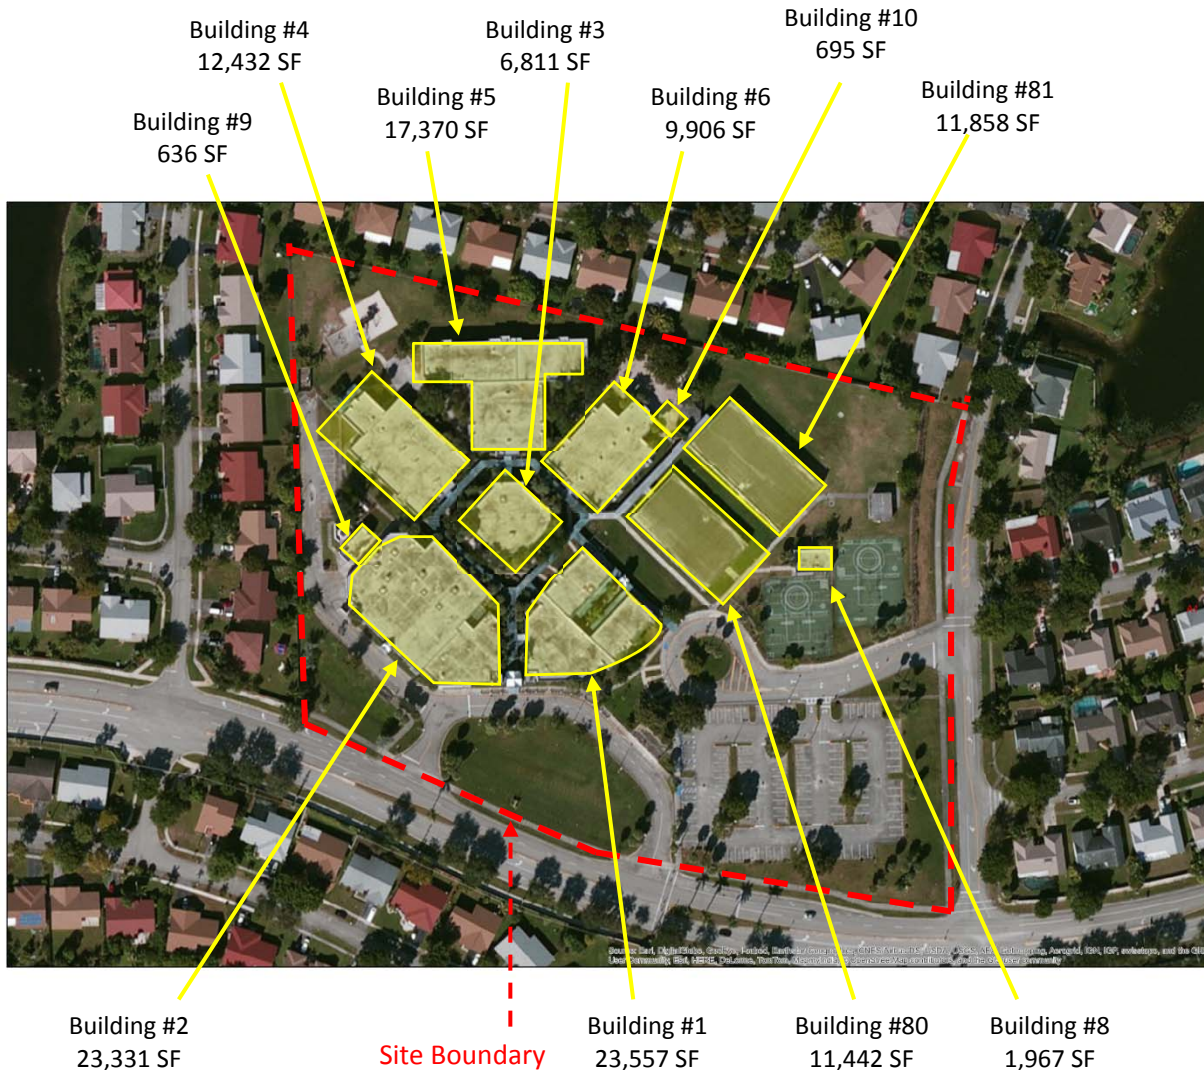 Building #10
695 SF
Building #4
12,432 SF
Building #3
6,811 SF
Building #81
11,858 SF
Building #5
17,370 SF
Building #6
9,906 SF
Building #9
636 SF
Building #2
23,331 SF
Site Boundary
Building #1
23,557 SF
Building #80
11,442 SF
Building #8
1,967 SF